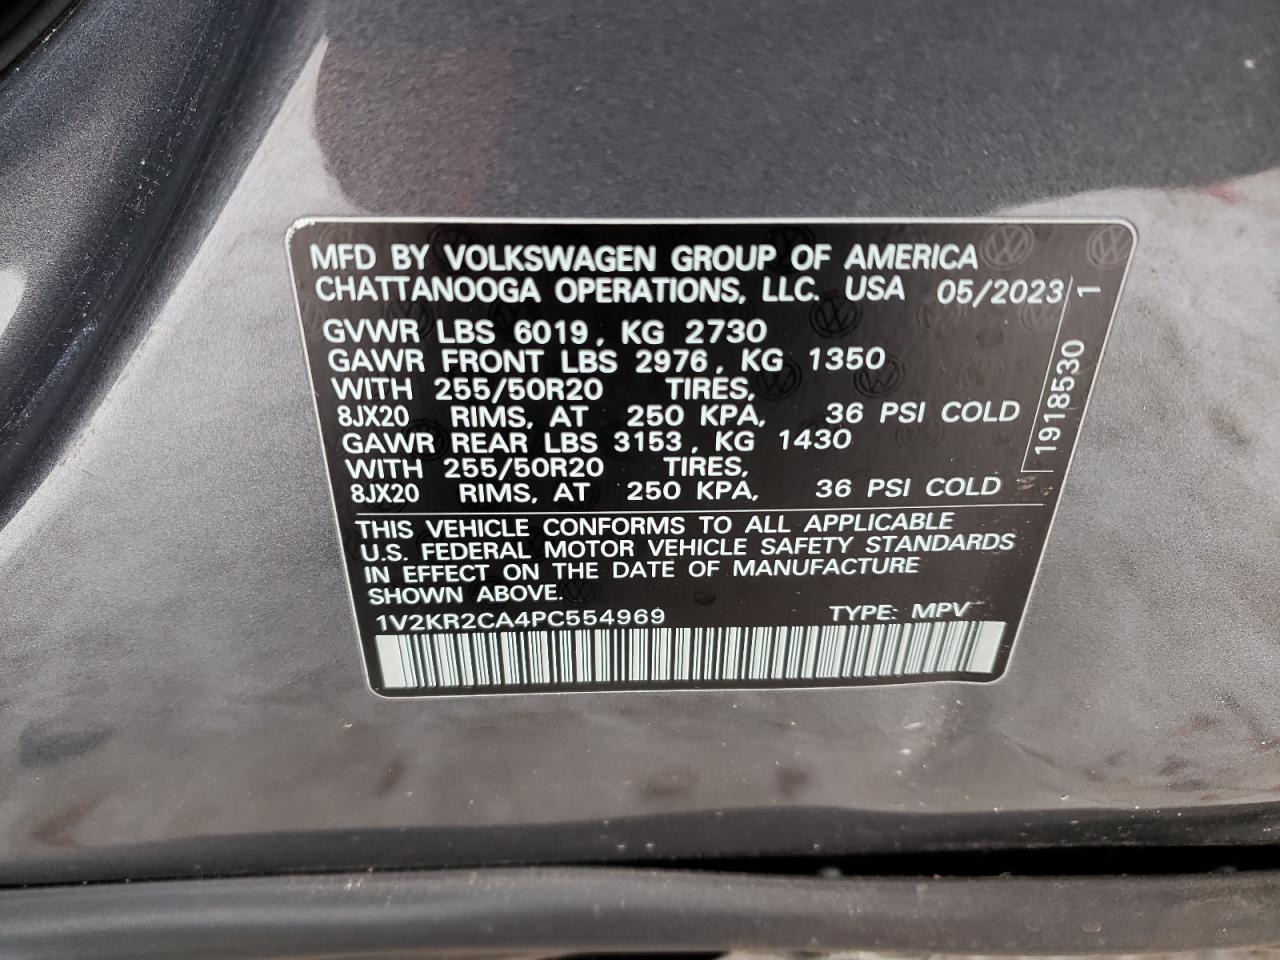 MFD BY VOLKSWAGEN GROUP OF AMERICA
CHATTANOOGA OPERATIONS, LLC. USA 05/2023
GVWR LBS 6019, KG 2730
GAWR FRONT LBS 2976, KG 1350
WITH 255/50R20 TIRES,
8JX20 RIMS, AT 250 KPA, 36 PSI COLD
GAWR REAR LBS 3153, KG 1430
WITH 255/50R20 TIRES,
8JX20 RIMS, AT 250 KPA, 36 PSI COLD
1918530 1
THIS VEHICLE CONFORMS TO ALL APPLICABLE
U.S. FEDERAL MOTOR VEHICLE SAFETY STANDARDS
IN EFFECT ON THE DATE OF MANUFACTURE
SHOWN ABOVE.
1V2KR2CA4PC554969 TYPE: MPV